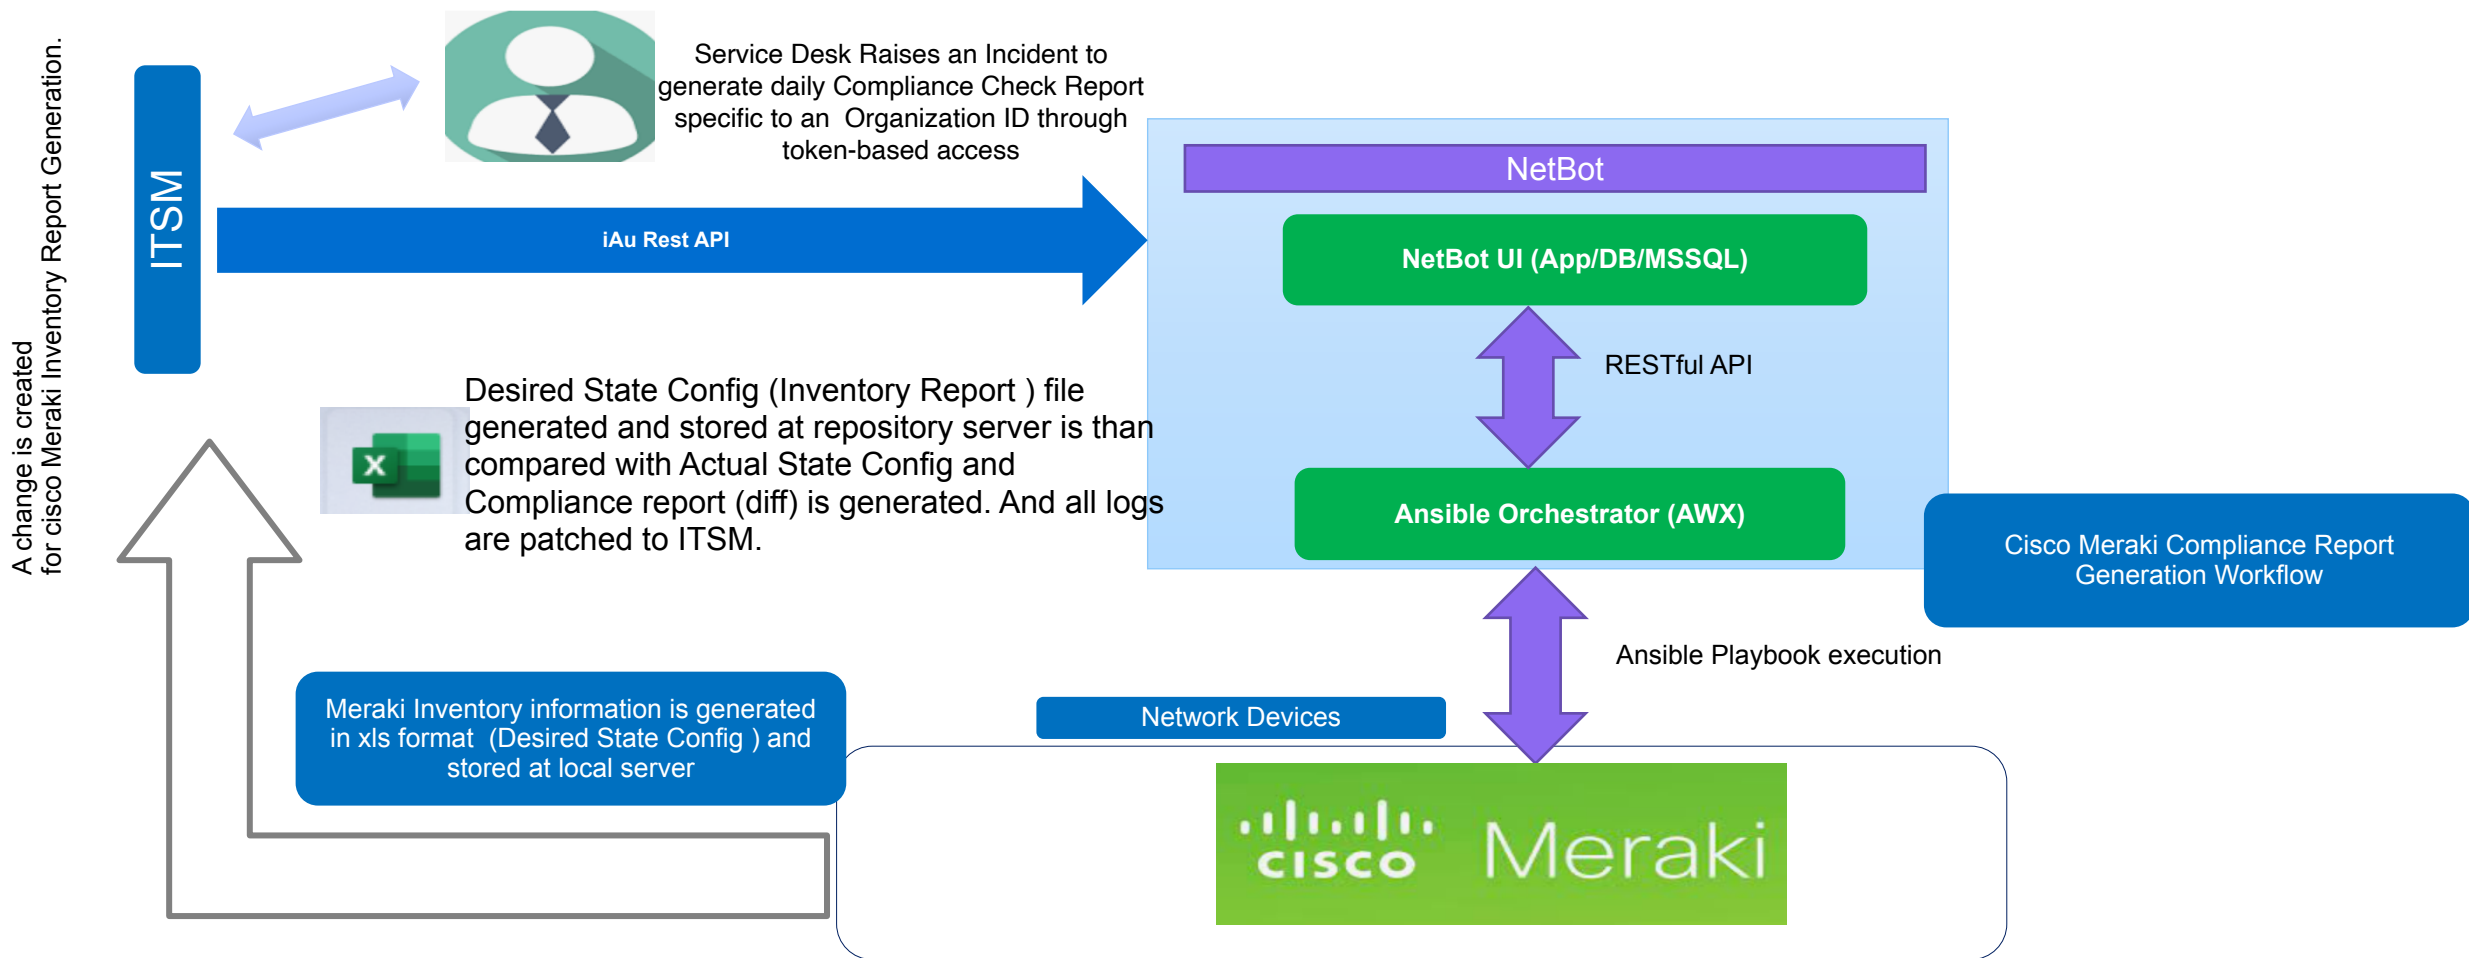 A change is created
for cisco Meraki Inventory Report Generation.
ITSM
Service Desk Raises an Incident to
generate daily Compliance Check Report
specific to an  Organization ID through
token-based access
iAu Rest API
NetBot
NetBot UI (App/DB/MSSQL)
RESTful API
Ansible Orchestrator (AWX)
X
Desired State Config (Inventory Report ) file
generated and stored at repository server is than
compared with Actual State Config and
Compliance report (diff) is generated. And all logs
are patched to ITSM.
Cisco Meraki Compliance Report
Generation Workflow
Ansible Playbook execution
Meraki Inventory information is generated
in xls format  (Desired State Config ) and
stored at local server
Network Devices
cisco Meraki